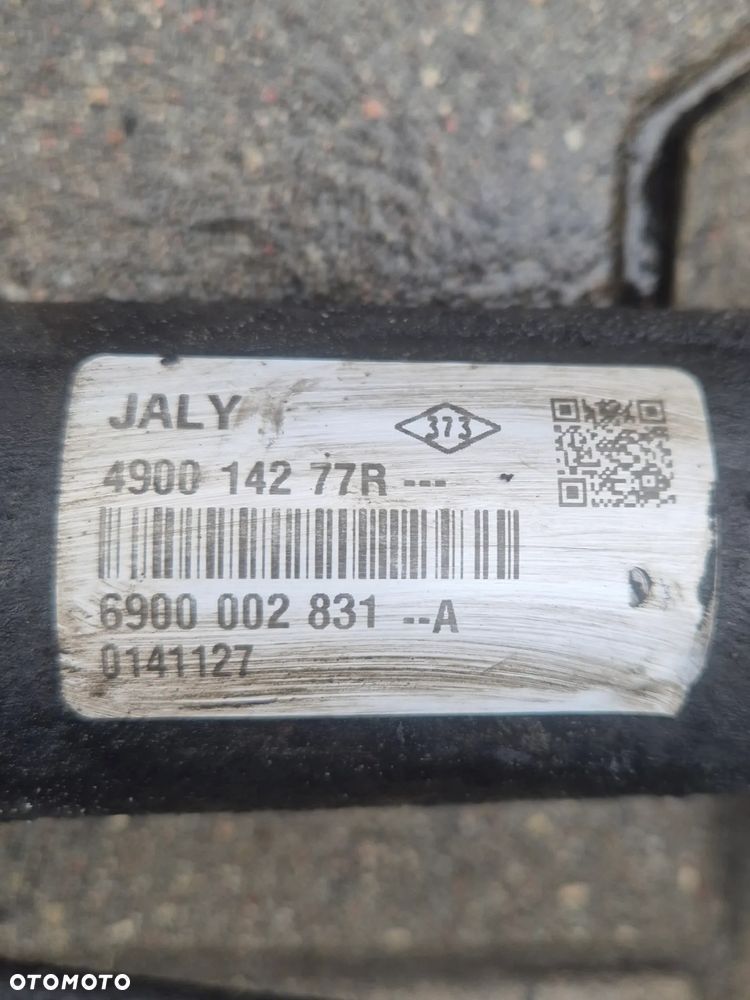 JALY
373
4900 142 77R ---
6900 002 831 --A
0141127
OTOMOTO